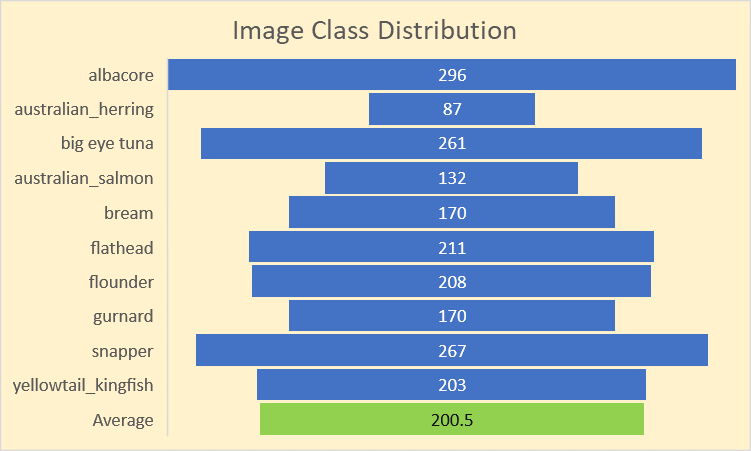 Image Class Distribution
albacore 296
australian_herring 87
big eye tuna 261
australian_salmon 132
bream 170
flathead 211
flounder 208
gurnard 170
snapper 267
yellowtail_kingfish 203
Average 200.5